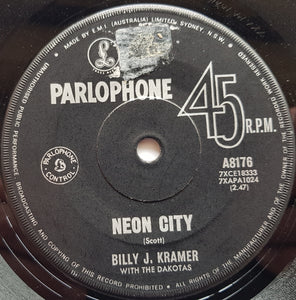 MADE BY E.M.I. (AUSTRALIA) LIMITED, SYDNEY, N.S.W.
PARLOPHONE
45
R.P.M.
A8176
7XCE18333
7XAPA1024
(2.47)
PARLOPHONE
CONTROL
NEON CITY
(Scott)
BILLY J. KRAMER
WITH THE DAKOTAS
UNAUTHORISED PUBLIC PERFORMANCE, BROADCASTING AND COPYING OF THIS RECORD PROHIBITED